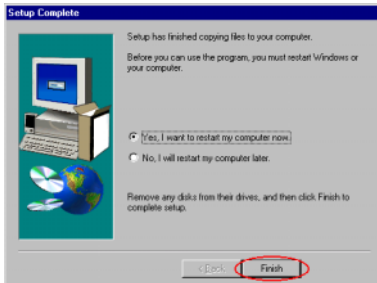 Setup Complete
Setup has finished copying files to your computer.
Before you can use the program, you must restart Windows or
your computer.
Yes, I want to restart my computer now.
No, I will restart my computer later.
Remove any disks from their drives, and then click Finish to
complete setup.
< Back
Finish